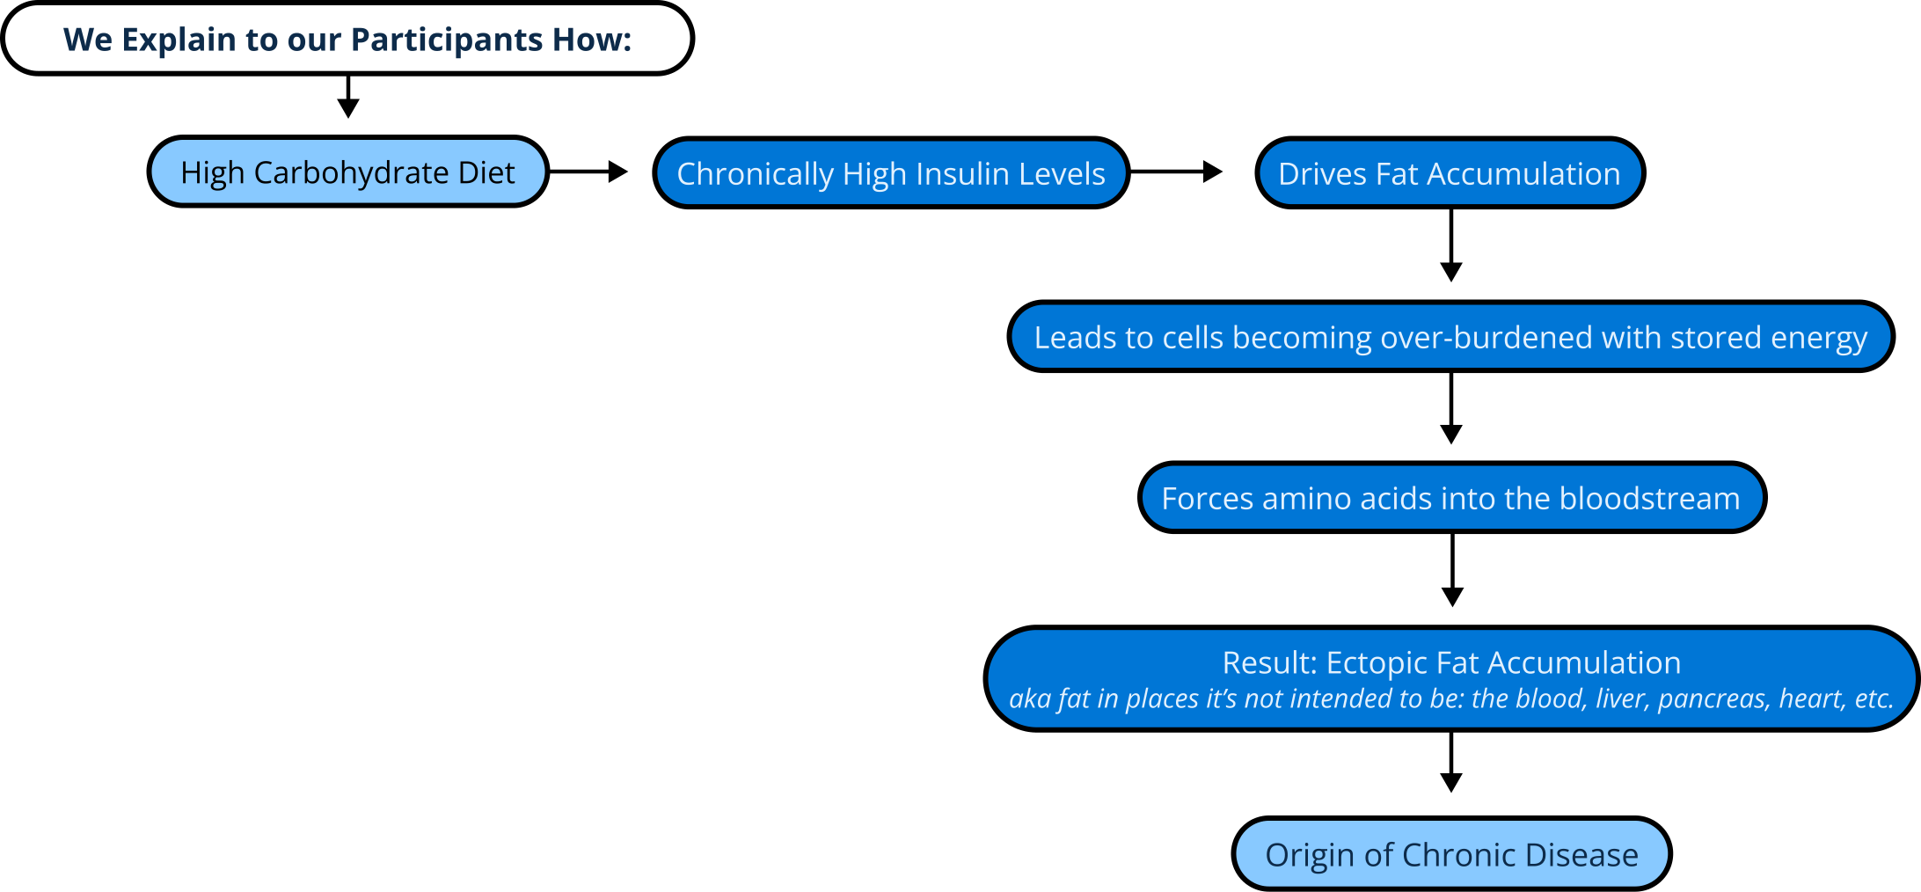 We Explain to our Participants How:
High Carbohydrate Diet
Chronically High Insulin Levels
Drives Fat Accumulation
Leads to cells becoming over-burdened with stored energy
Forces amino acids into the bloodstream
Result: Ectopic Fat Accumulation
aka fat in places it’s not intended to be: the blood, liver, pancreas, heart, etc.
Origin of Chronic Disease